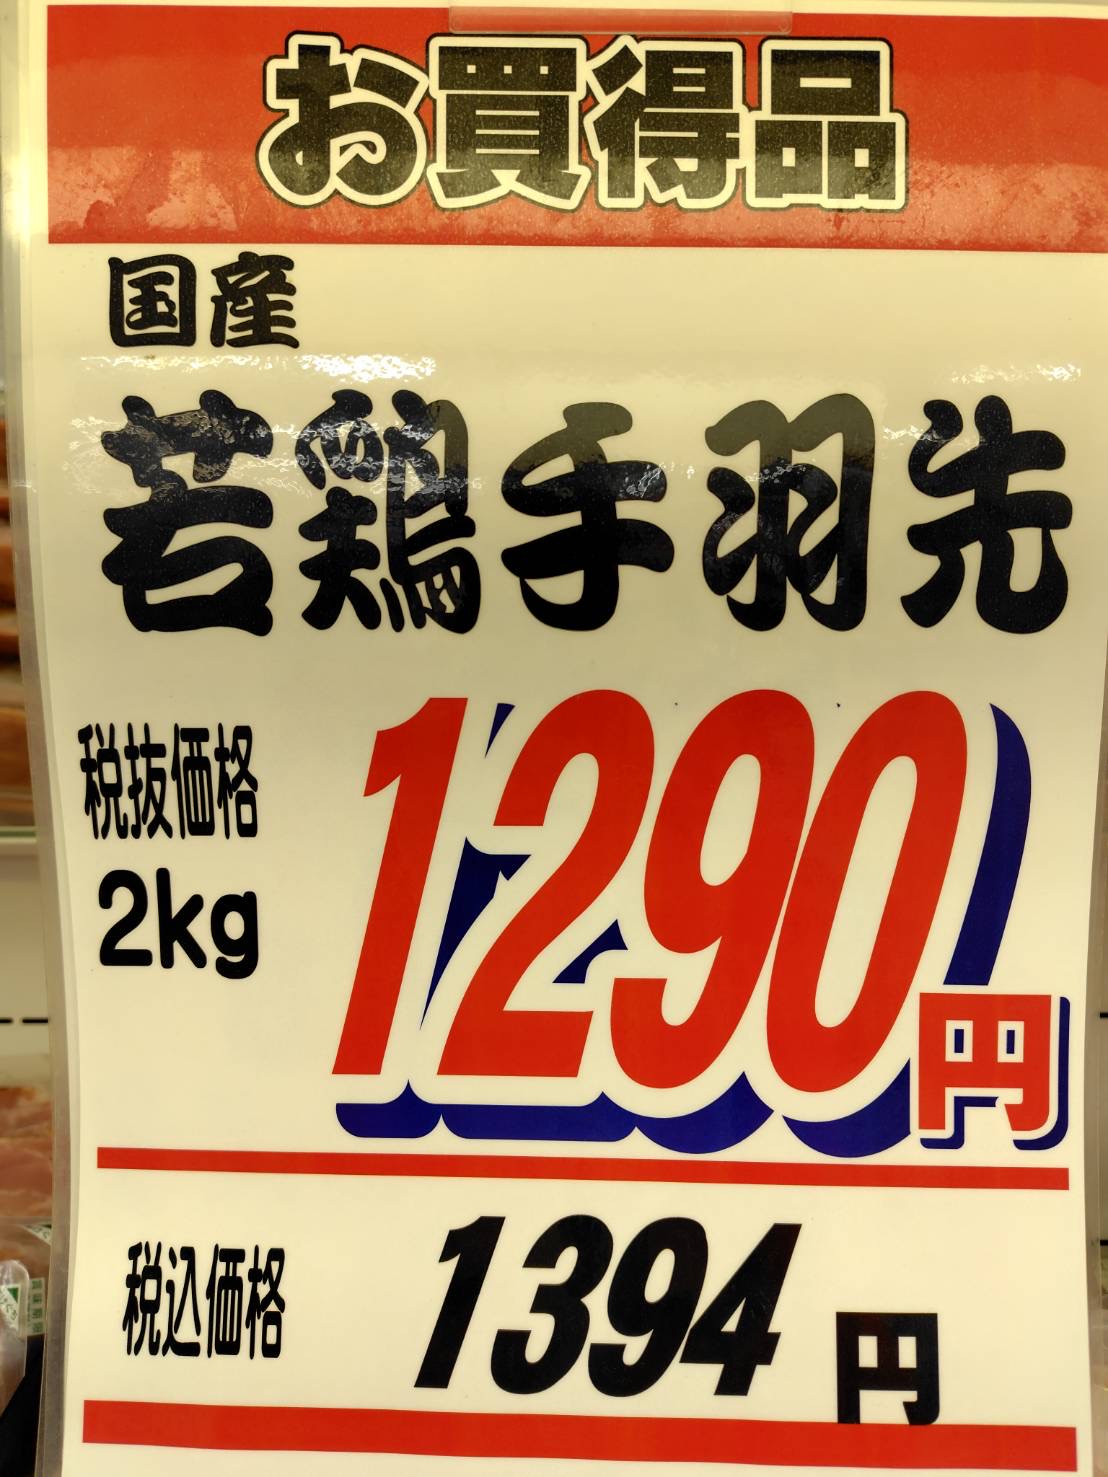 お買得品
国産
若鶏手羽先
税抜価格
2kg
1290円
税込価格
1394円